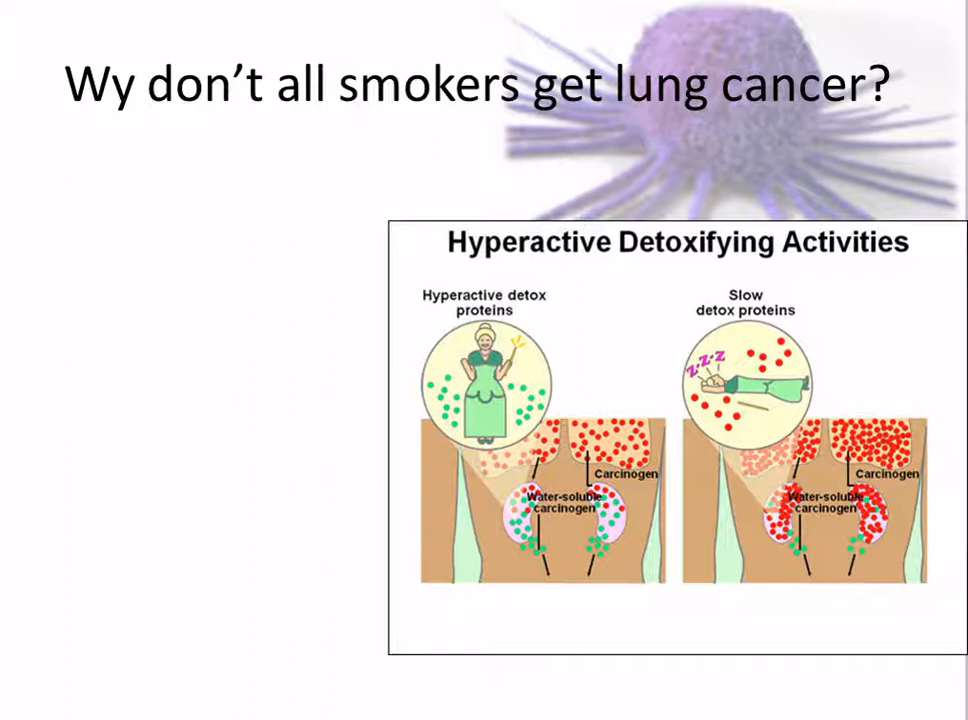 Wy don't all smokers get lung cancer?
Hyperactive Detoxifying Activities
Hyperactive detox
proteins
Slow
detox proteins
z-z-z
Carcinogen
Water-soluble
carcinogen
Carcinogen
Water-soluble
carcinogen